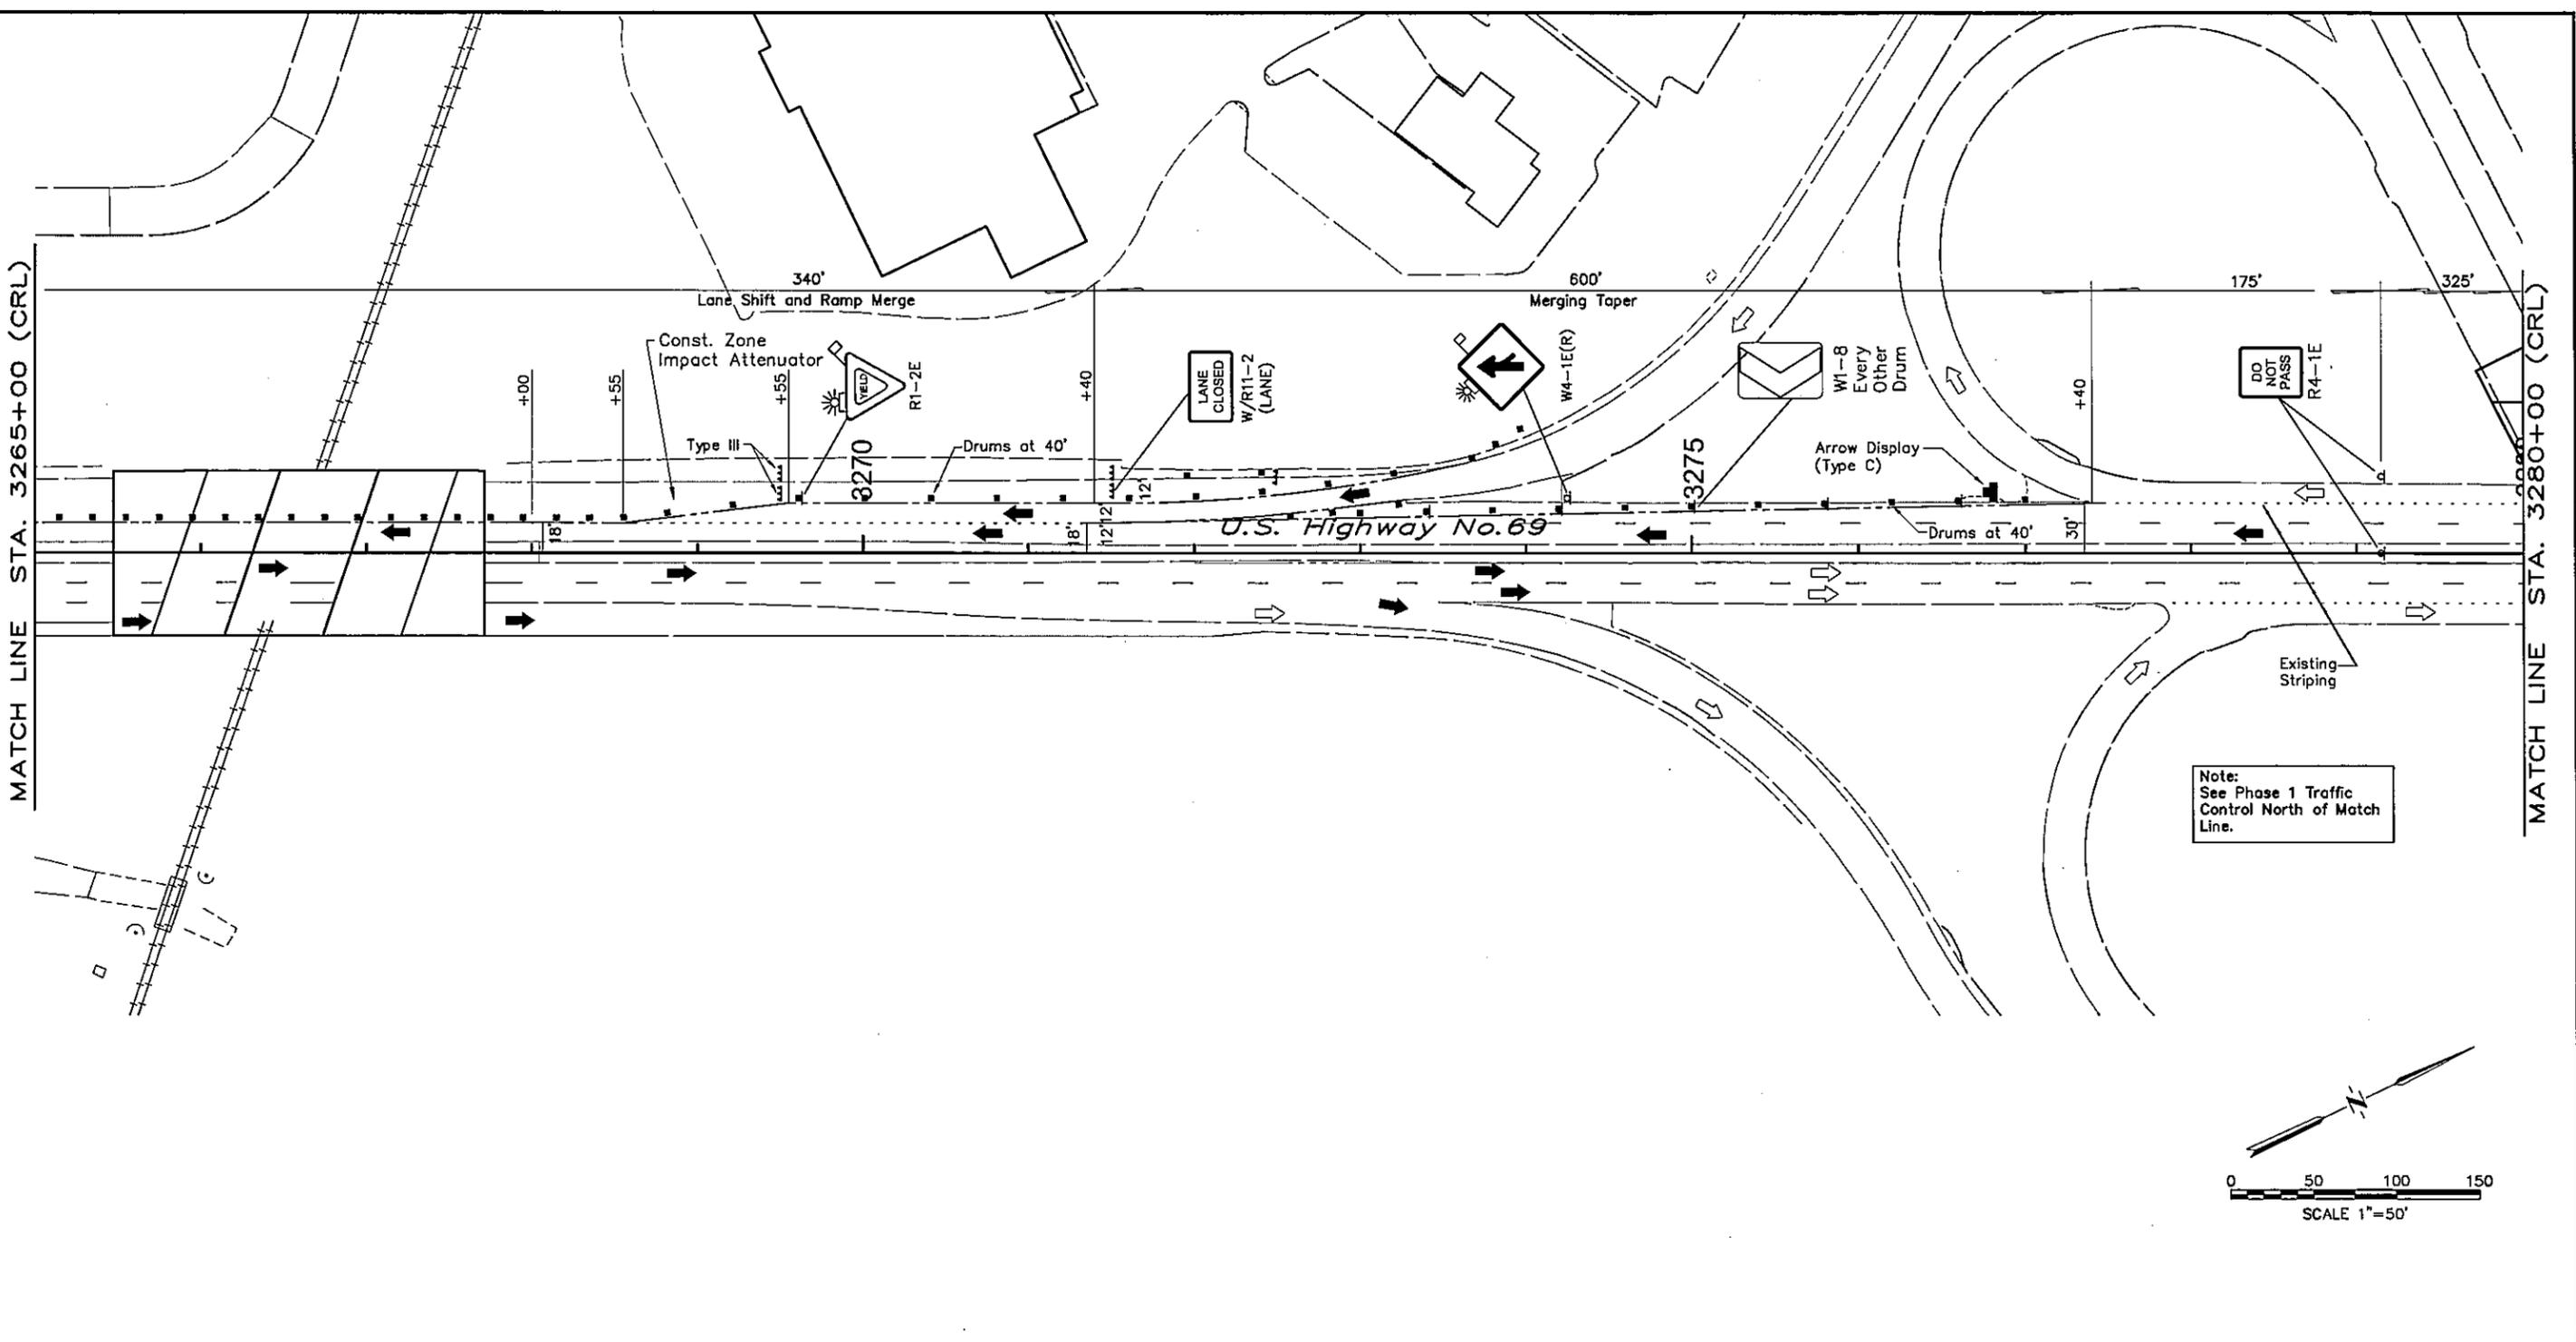 MATCH LINE STA. 3265+00 (CRL)
340'
Lane Shift and Ramp Merge
600'
Merging Taper
175'
325'
Const. Zone
Impact Attenuator
+00
+55
+55
Type III
YIELD
R1-2E
3270
Drums at 40'
+40
LANE
CLOSED
W/R11-2
(LANE)
W4-1E(R)
W1-8
Every
Other
Drum
3275
Arrow Display
(Type C)
+40
DO
NOT
PASS
R4-1E
12'
12'
12'
18'
18'
U.S. Highway No.69
Drums at 40'
30'
Existing
Striping
Note:
See Phase 1 Traffic
Control North of Match
Line.
MATCH LINE STA. 3280+00 (CRL)
N
0 50 100 150
SCALE 1"=50'